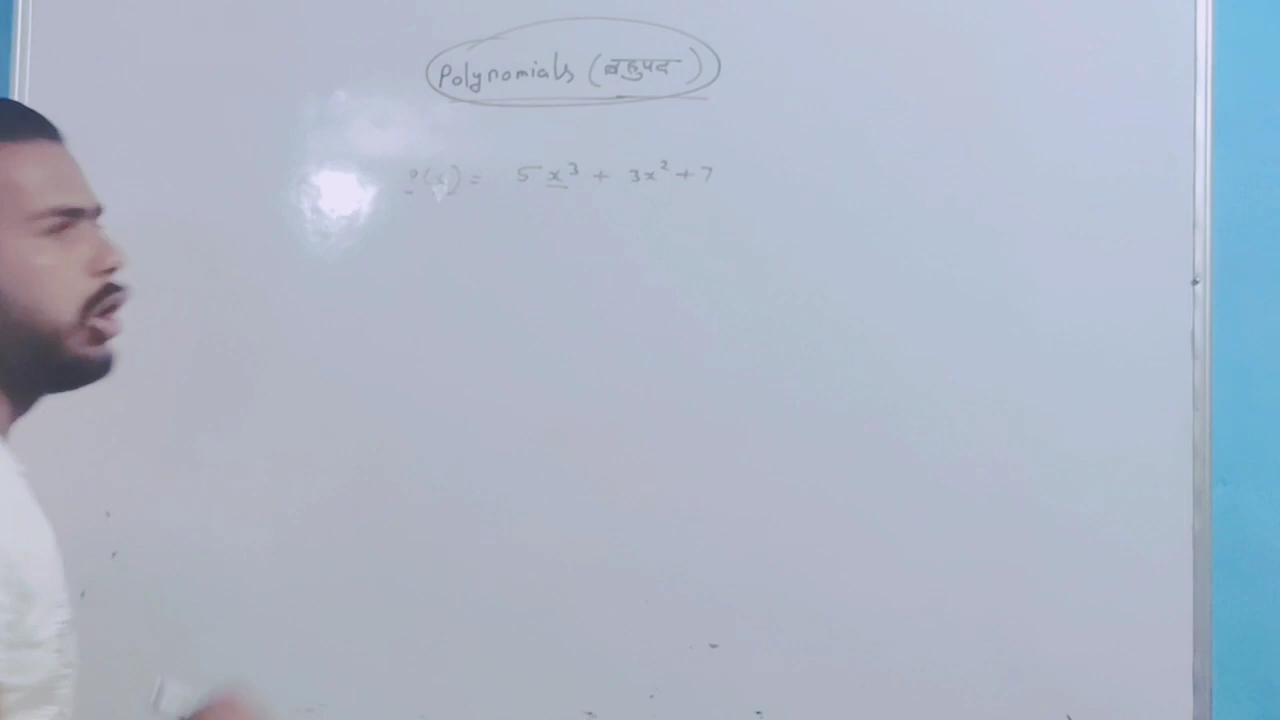 Polynomials (बहुपद)
P(x) = 5x³ + 3x² + 7